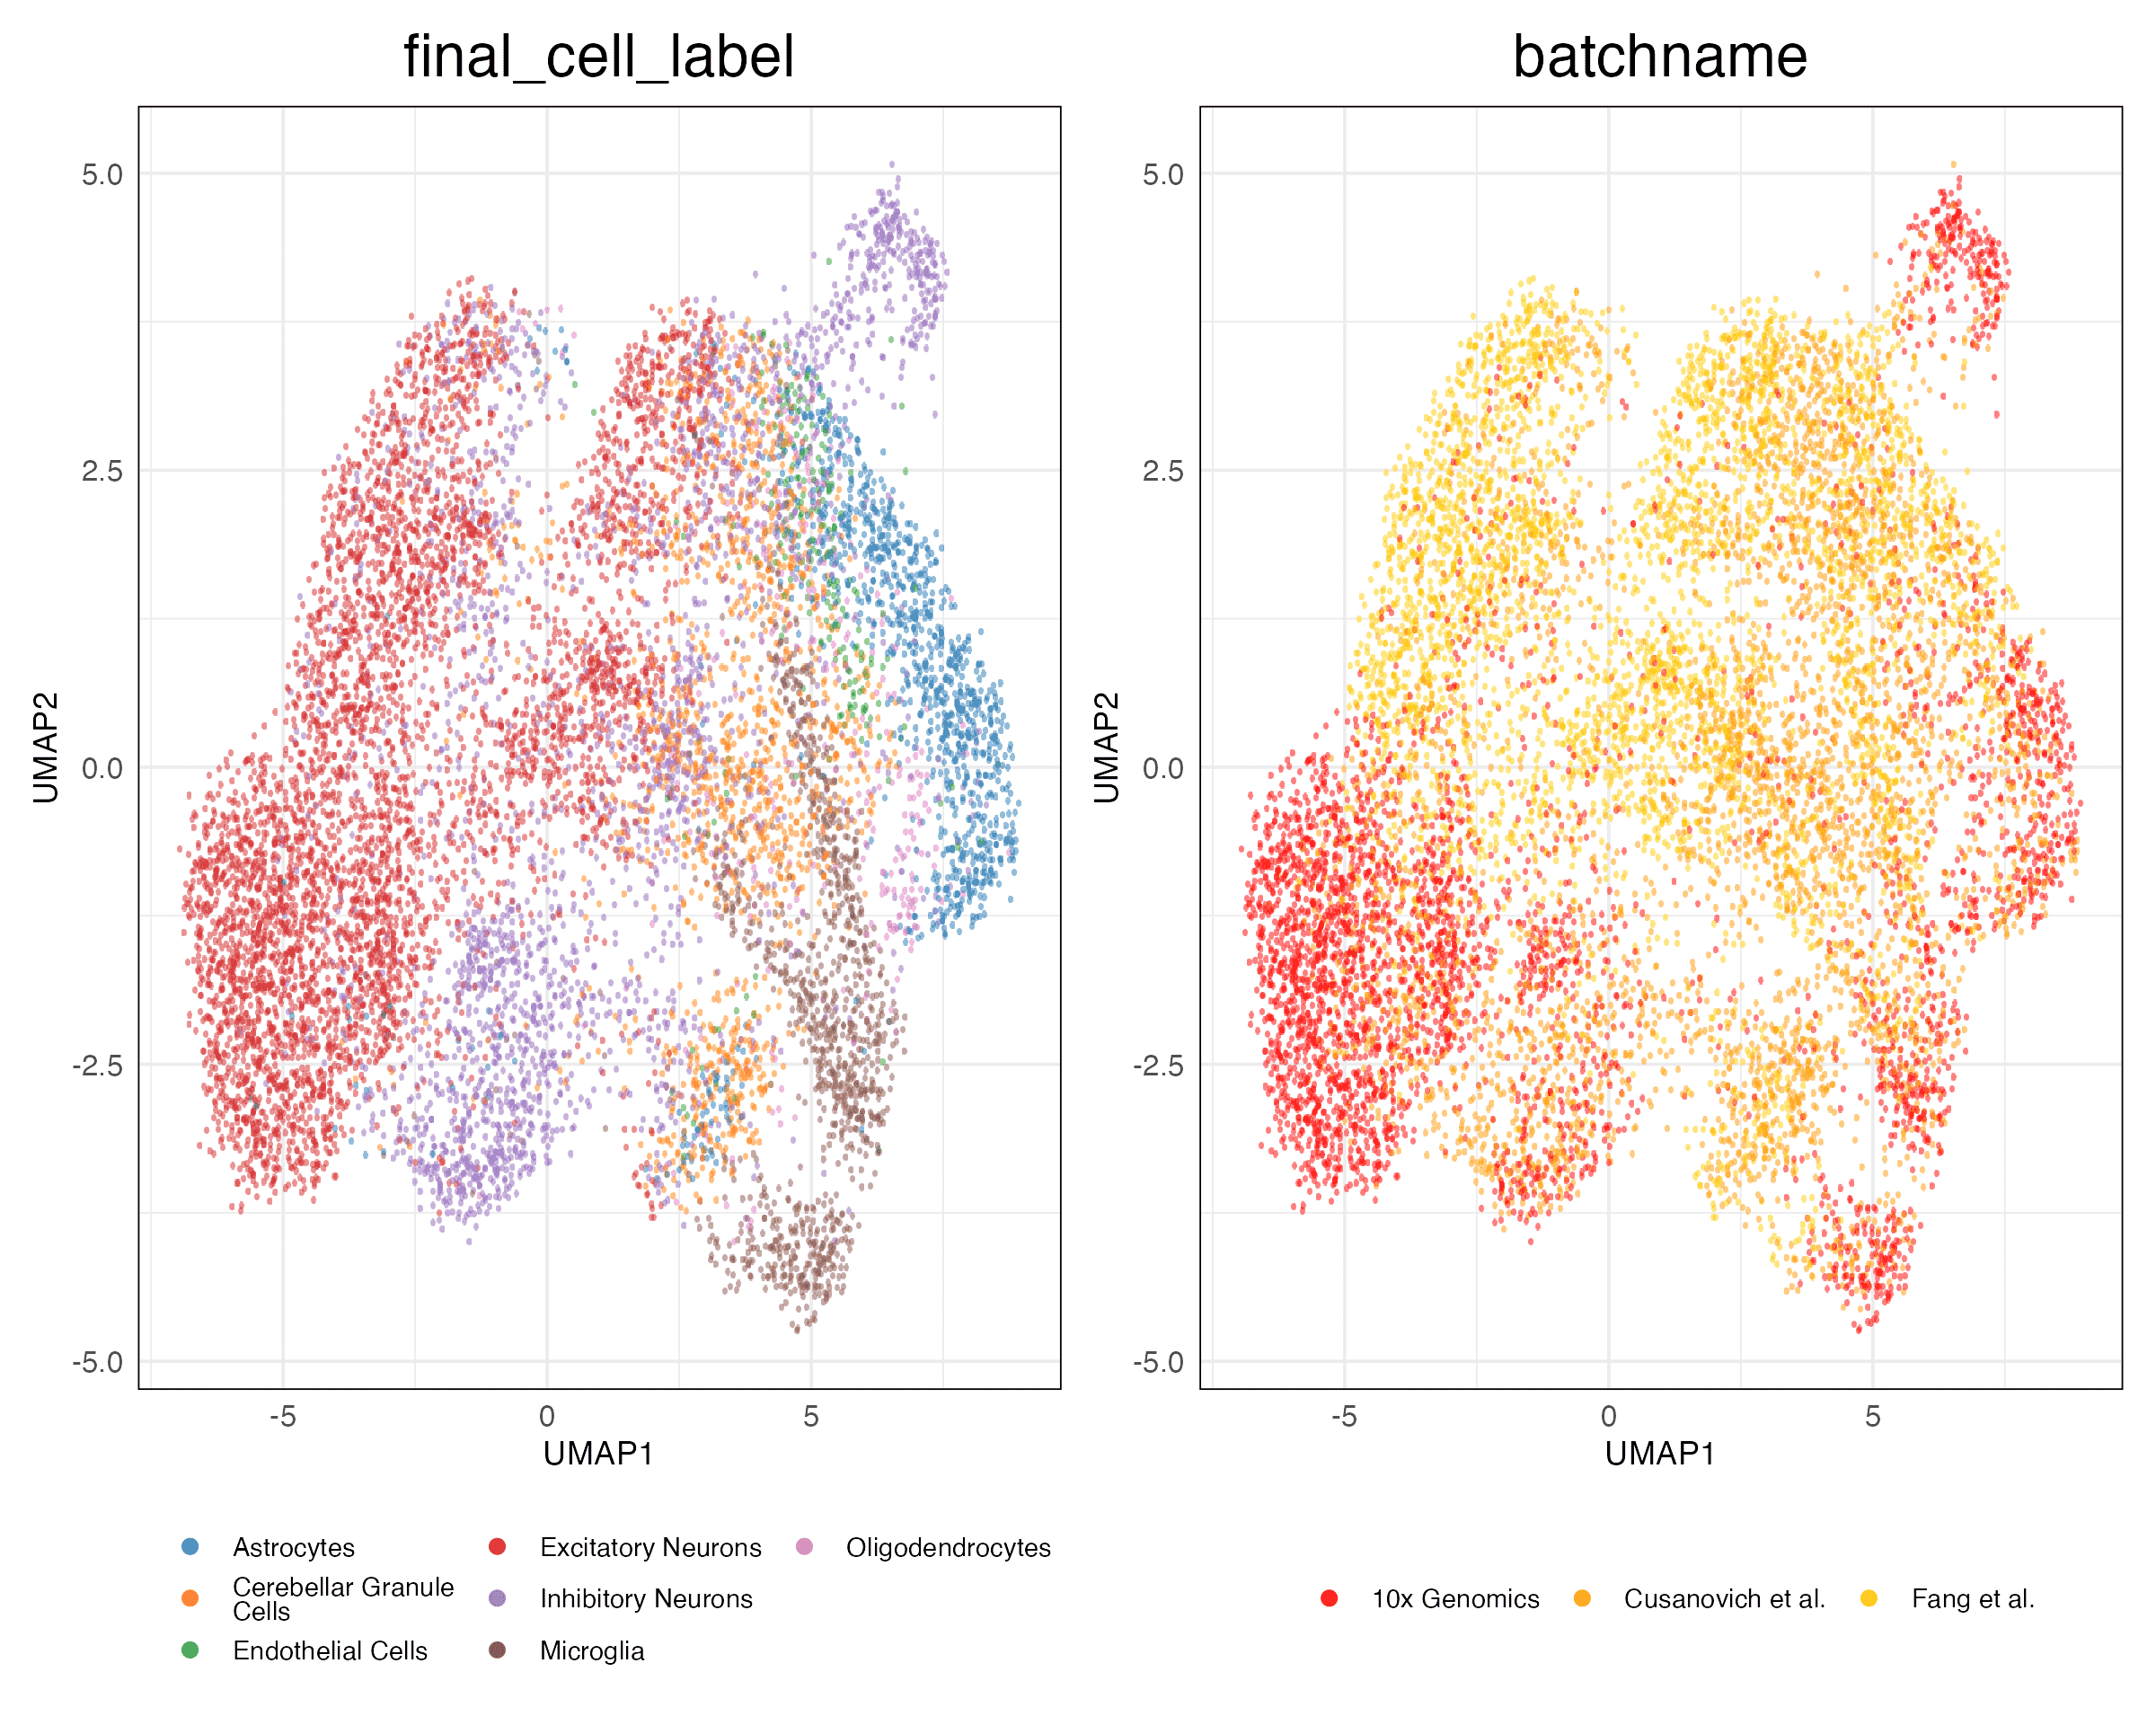 final_cell_label
batchname
5.0
2.5
0.0
-2.5
-5.0
UMAP2
-5
0
5
UMAP1
5.0
2.5
0.0
-2.5
-5.0
UMAP2
-5
0
5
UMAP1
Astrocytes
Cerebellar Granule
Cells
Endothelial Cells
Excitatory Neurons
Inhibitory Neurons
Microglia
Oligodendrocytes
10x Genomics
Cusanovich et al.
Fang et al.